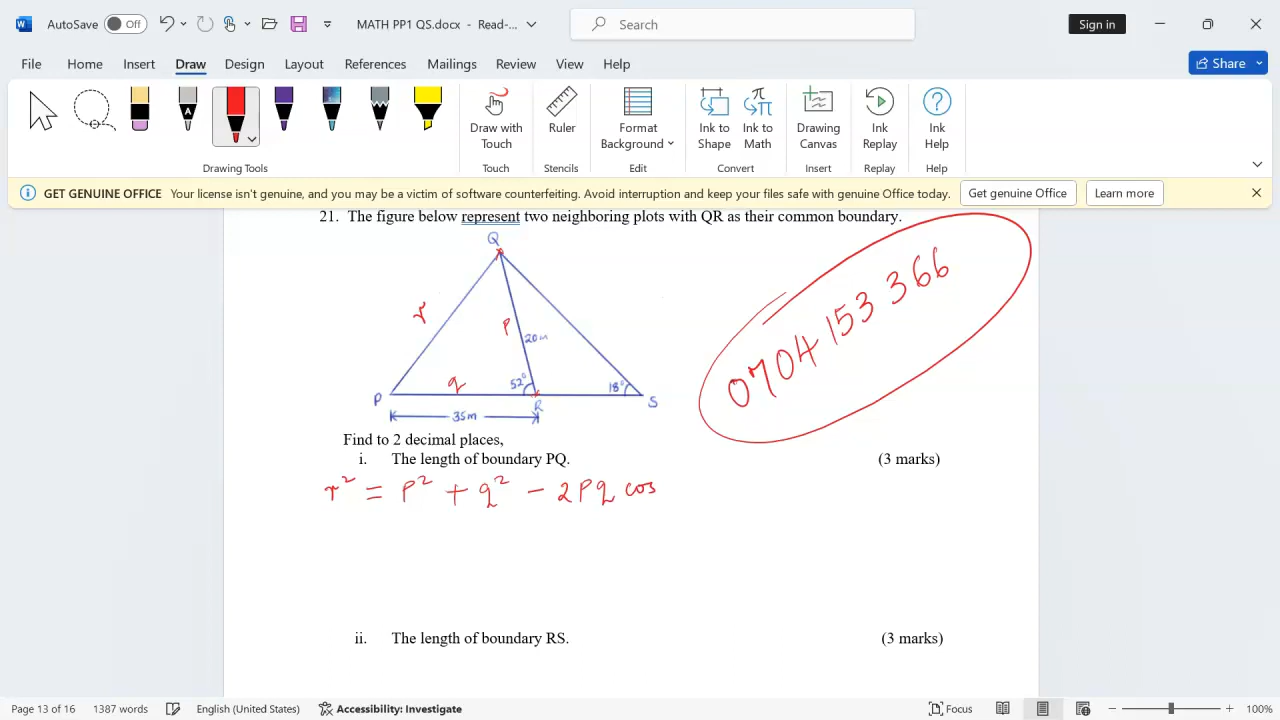 AutoSave Off MATH PP1 QS.docx - Read-... Search Sign in
File Home Insert Draw Design Layout References Mailings Review View Help Share
Draw with Touch Ruler Format Background Ink to Shape Ink to Math Drawing Canvas Ink Replay Ink Help
Drawing Tools Touch Stencils Edit Convert Insert Replay Help
GET GENUINE OFFICE Your license isn't genuine, and you may be a victim of software counterfeiting. Avoid interruption and keep your files safe with genuine Office today. Get genuine Office Learn more
21. The figure below represent two neighboring plots with QR as their common boundary.
Q
r
P
20m
q
52°
18°
P
R
S
35m
0704 153 366
Find to 2 decimal places,
i. The length of boundary PQ. (3 marks)
r² = P² + q² - 2Pq cos
ii. The length of boundary RS. (3 marks)
Page 13 of 16 1387 words English (United States) Accessibility: Investigate Focus 100%